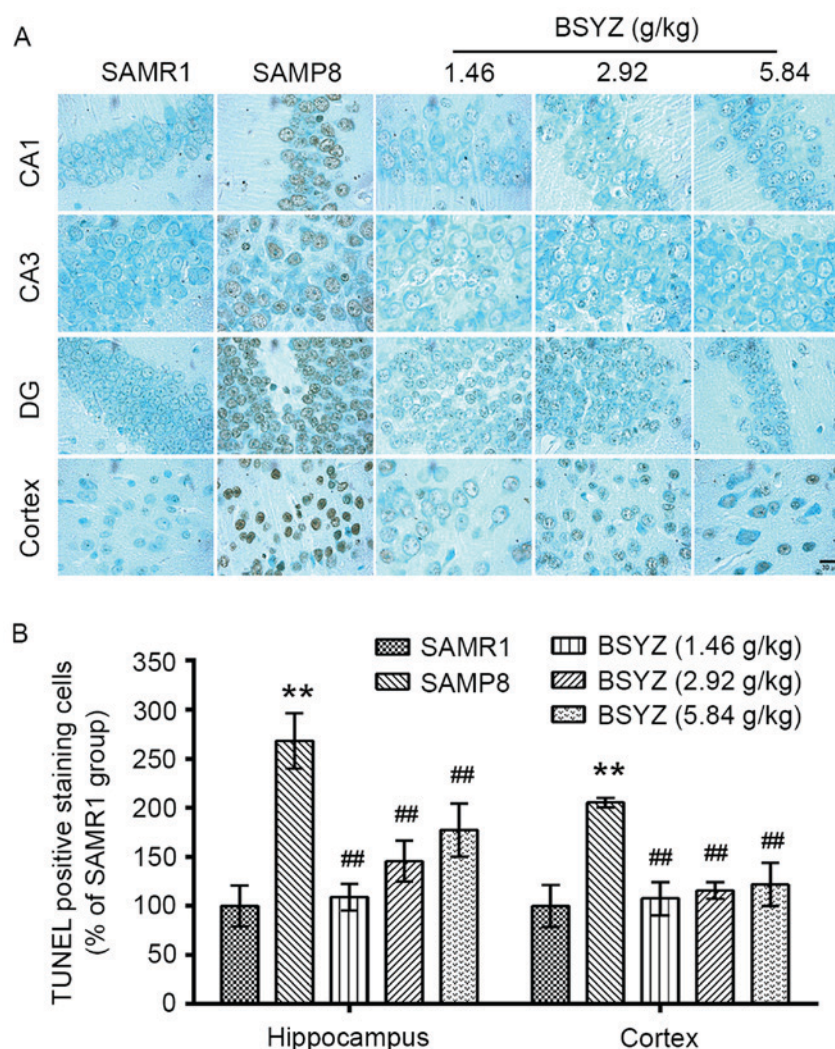 A
BSYZ (g/kg)
SAMR1 SAMP8 1.46 2.92 5.84
CA1
CA3
DG
Cortex
B
TUNEL positive staining cells
(% of SAMR1 group)
350
300
250
200
150
100
50
0
SAMR1
SAMP8
BSYZ (1.46 g/kg)
BSYZ (2.92 g/kg)
BSYZ (5.84 g/kg)
** ## ## ##
** ## ## ##
Hippocampus Cortex